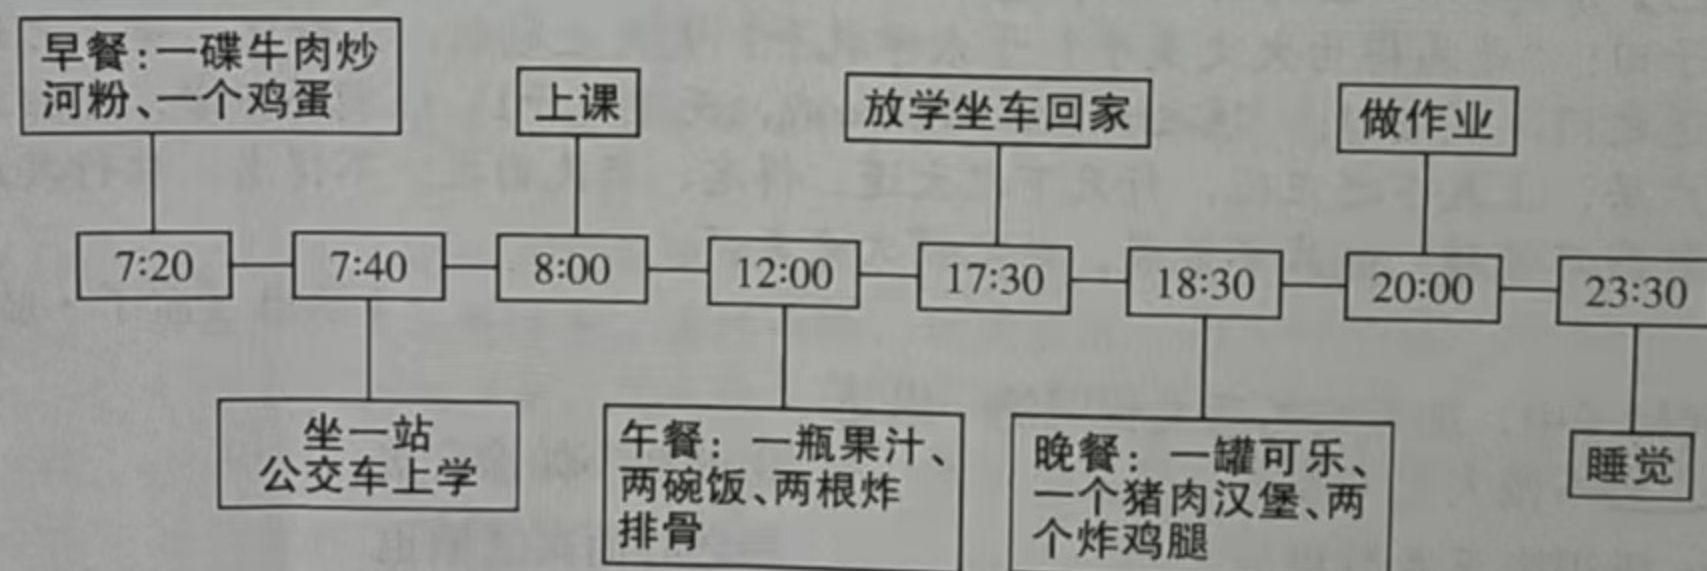 早餐:一碟牛肉炒
河粉、一个鸡蛋
上课
放学坐车回家
做作业
7:20
7:40
8:00
12:00
17:30
18:30
20:00
23:30
坐一站
公交车上学
午餐:一瓶果汁、
两碗饭、两根炸
排骨
晚餐:一罐可乐、
一个猪肉汉堡、两
个炸鸡腿
睡觉